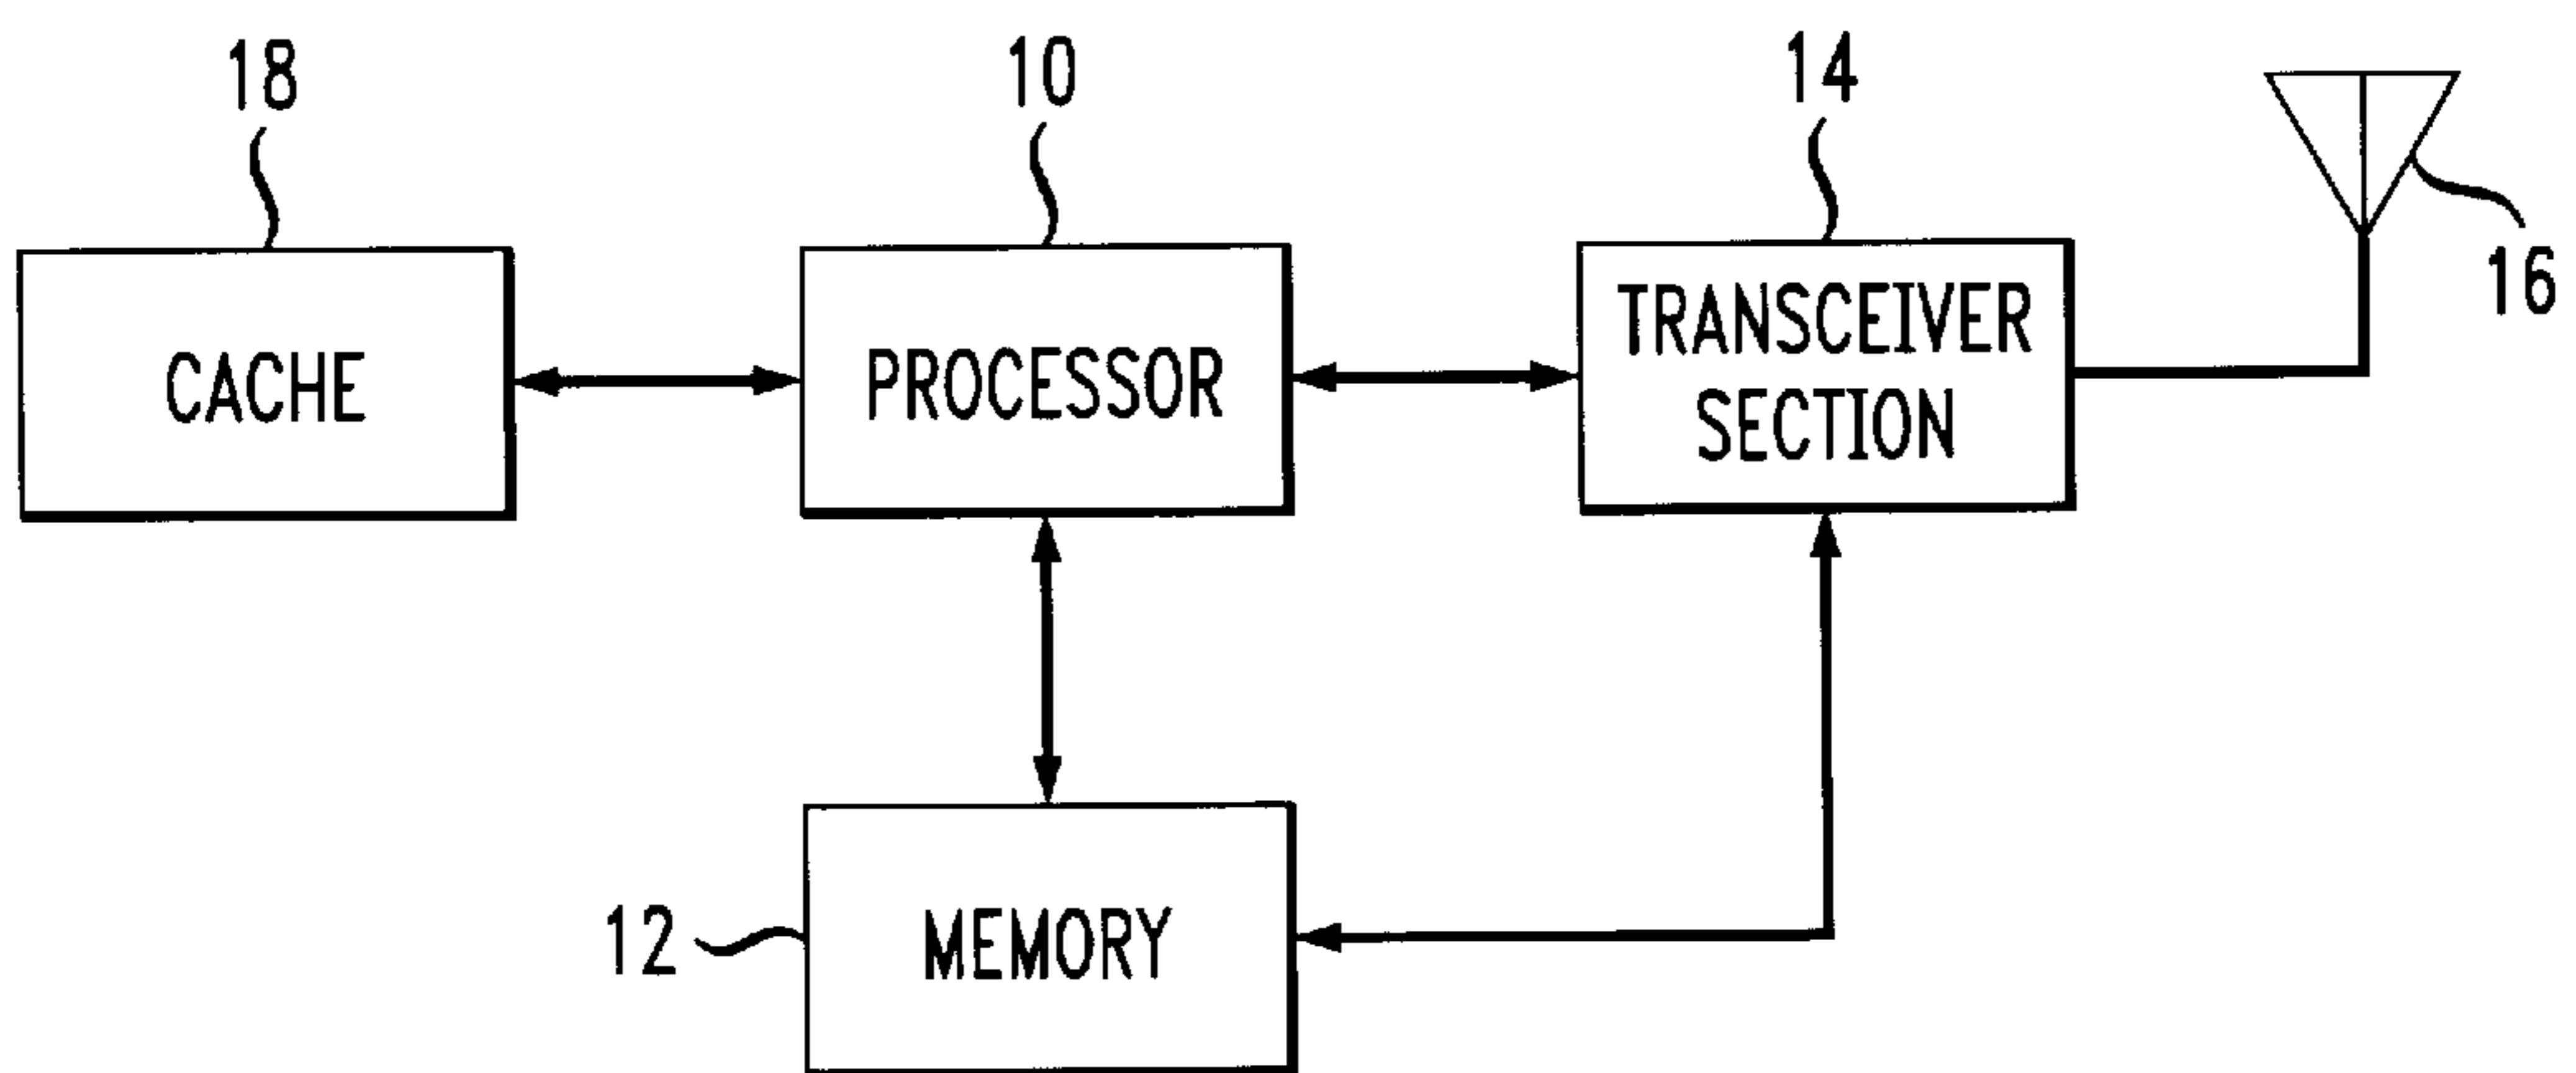 18
10
14
16
CACHE
PROCESSOR
TRANSCEIVER
SECTION
12
MEMORY